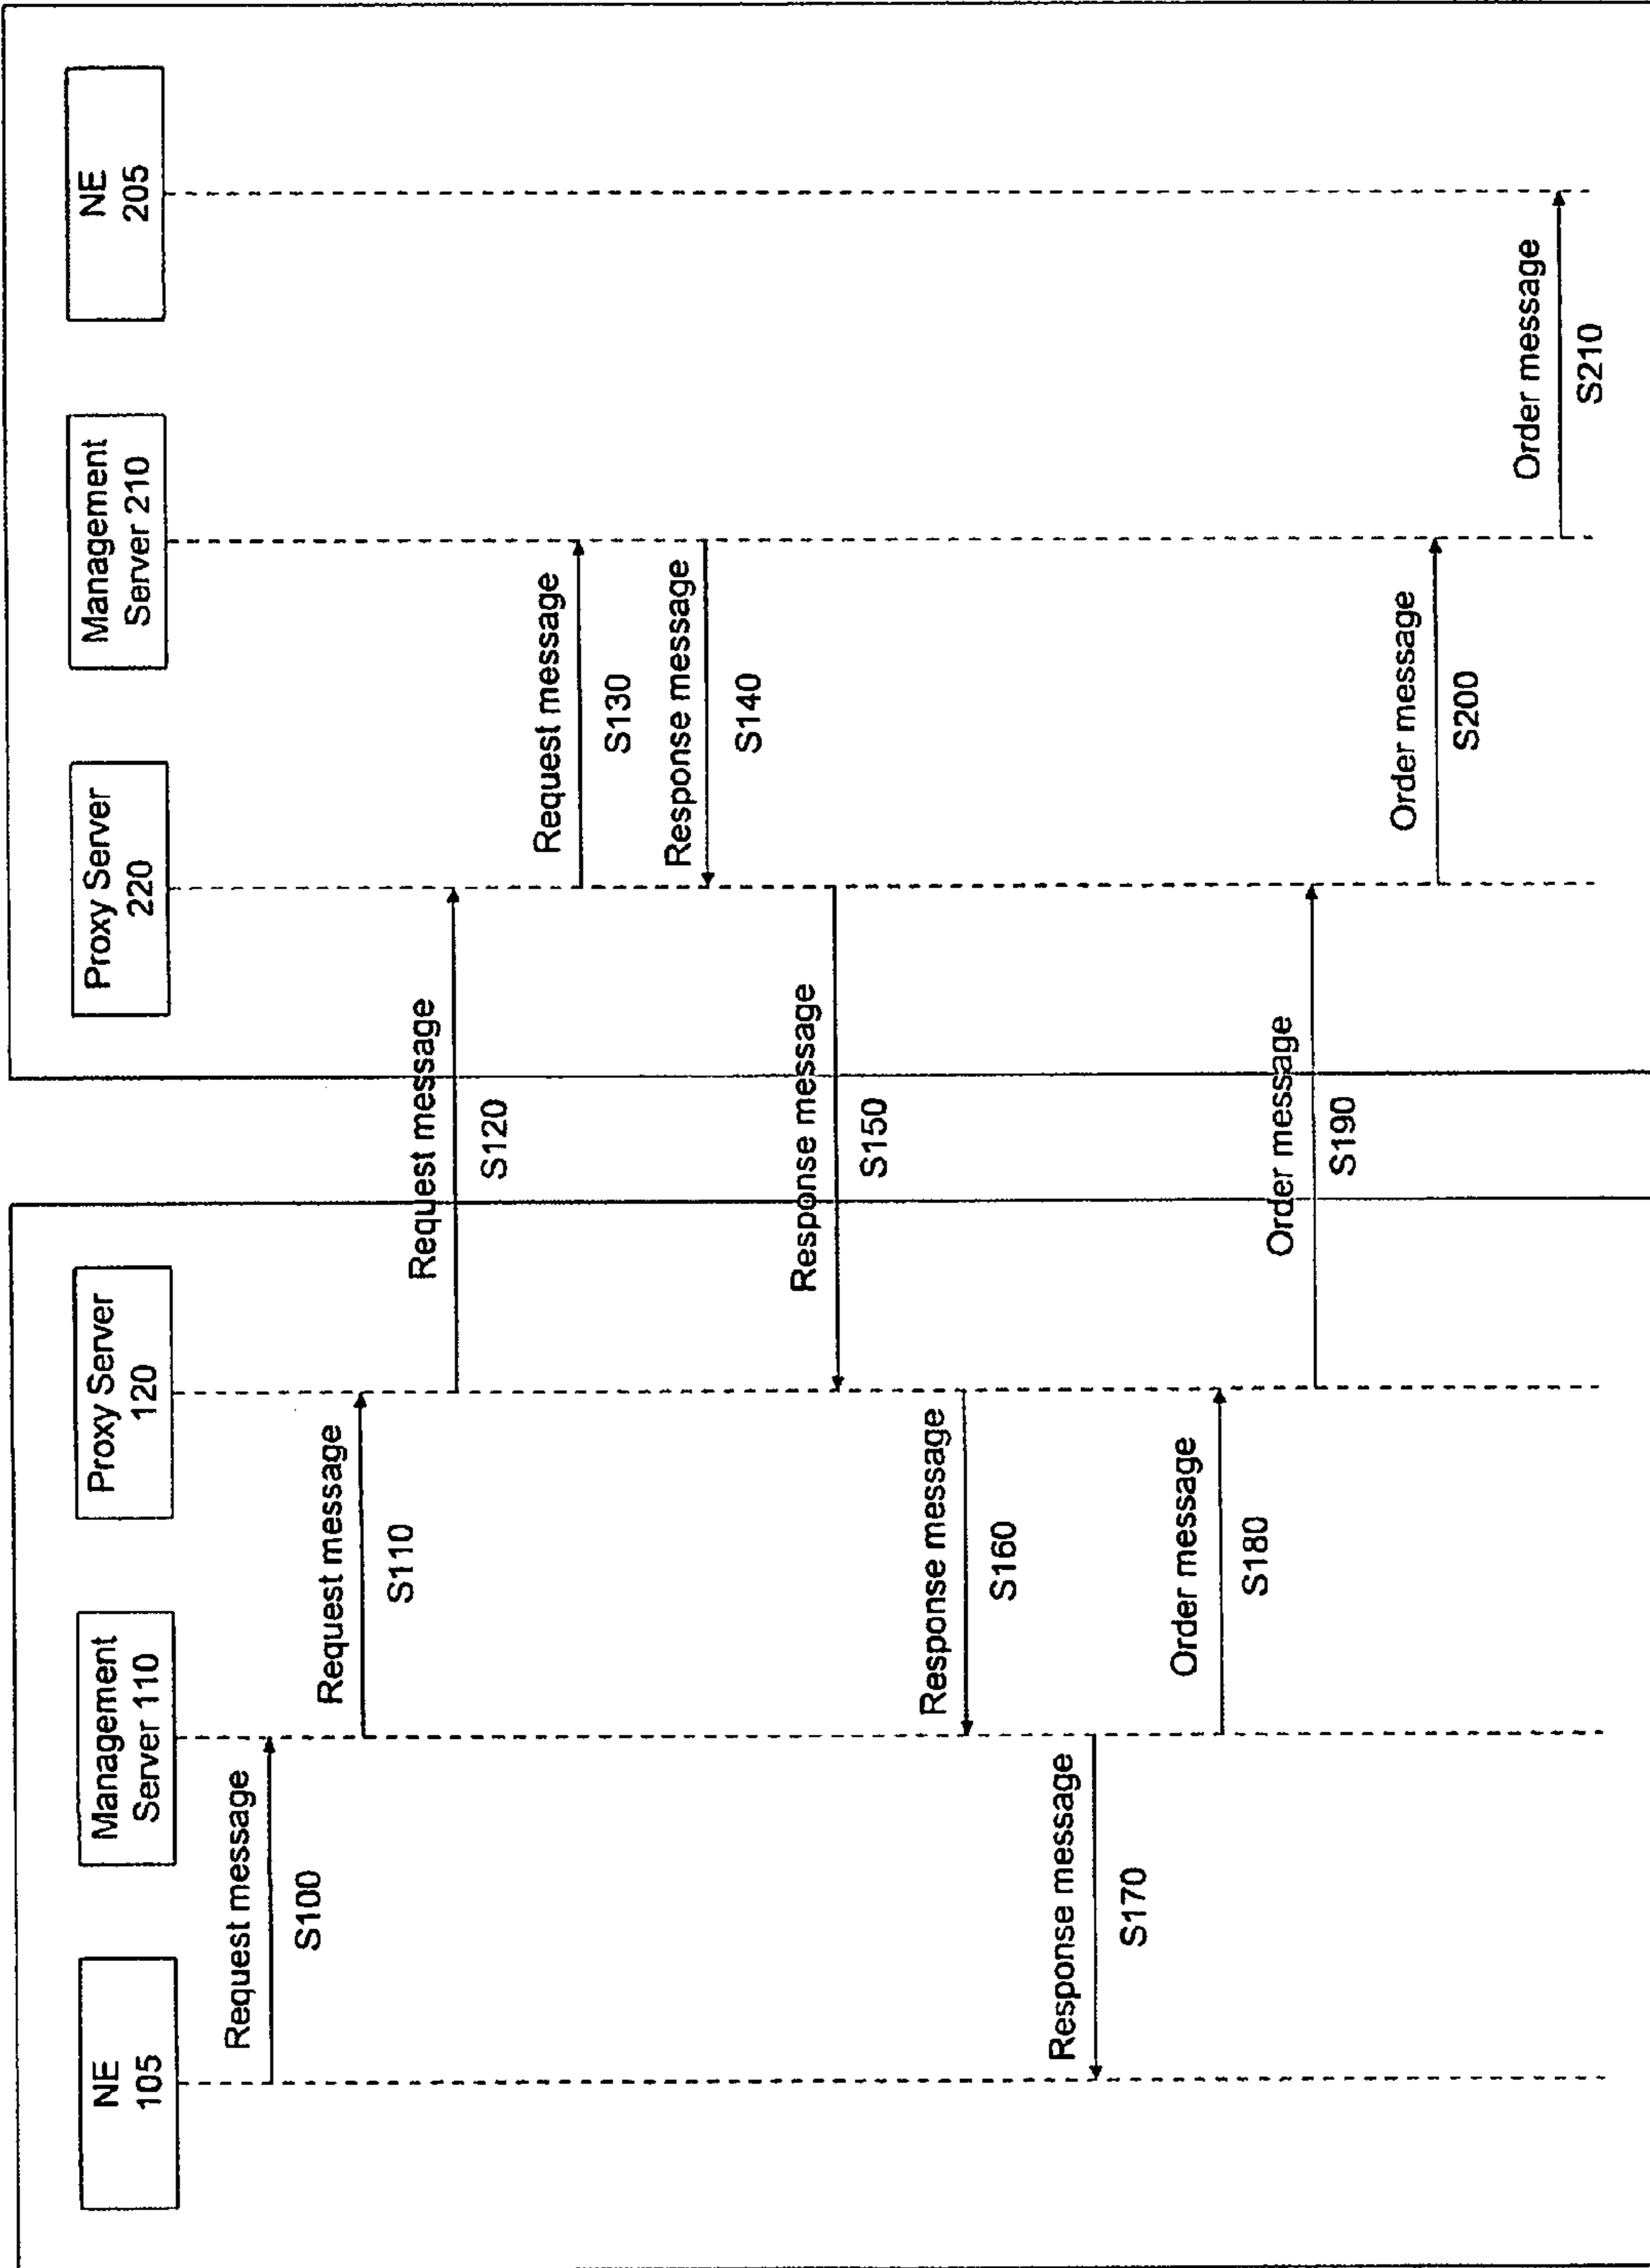 NE
105
Management
Server 110
Proxy Server
120
Proxy Server
220
Management
Server 210
NE
205
Request message
S100
Request message
S110
Request message
S120
Request message
S130
Response message
S140
Response message
S150
Response message
S160
Response message
S170
Order message
S180
Order message
S190
Order message
S200
Order message
S210